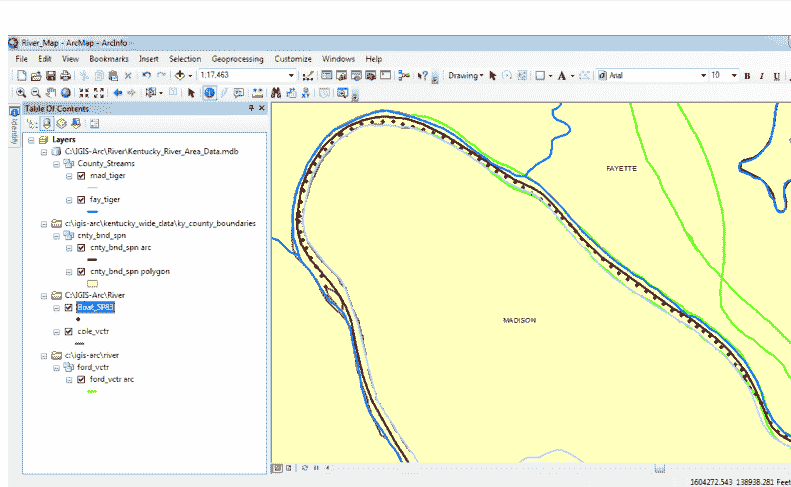 River_Map - ArcMap - ArcInfo
File Edit View Bookmarks Insert Selection Geoprocessing Customize Windows Help
1:17,463 Drawing Arial 10 B I U
Table Of Contents
Identify
Layers
C:\IGIS-Arc\River\Kentucky_River_Area_Data.mdb
County_Streams
mad_tiger
fay_tiger
c:\igis-arc\kentucky_wide_data\ky_county_boundaries
cnty_bnd_spn
cnty_bnd_spn arc
cnty_bnd_spn polygon
C:\IGIS-Arc\River
Boat_SP83
cole_vctr
c:\igis-arc\river
ford_vctr
ford_vctr arc
FAYETTE
MADISON
1604272.543 138938.281 Feet